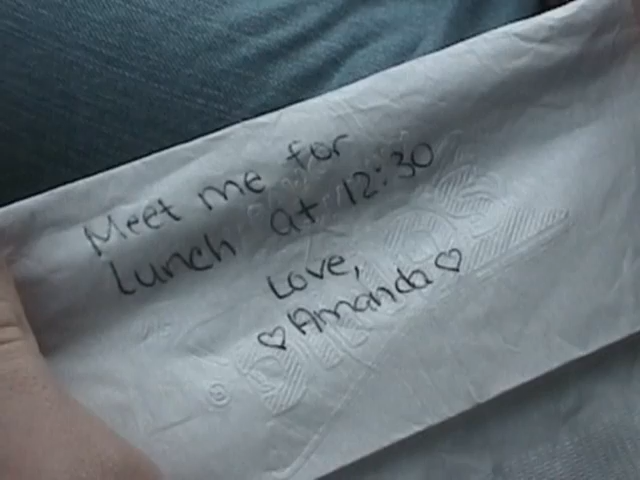 Meet me for
Lunch at 12:30
Love,
♡Amanda♡